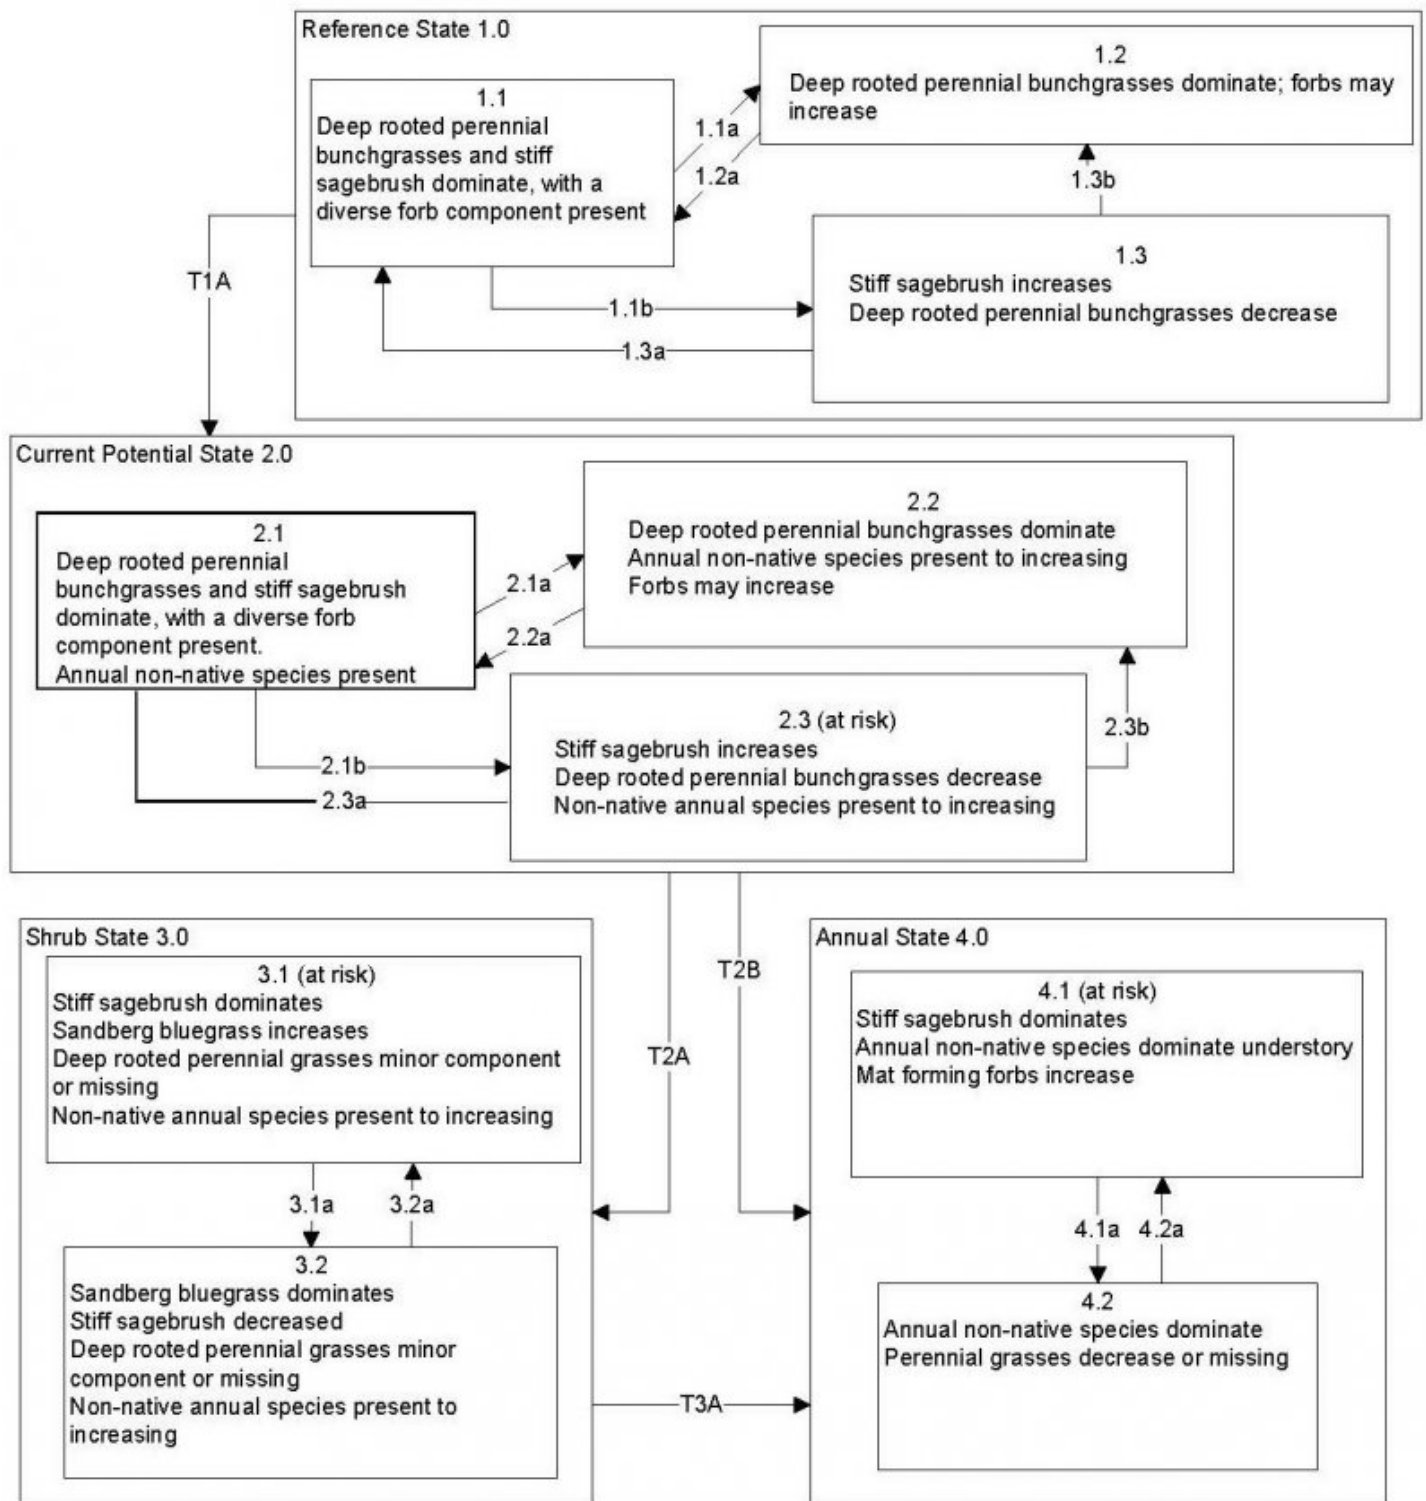 Reference State 1.0
1.1
Deep rooted perennial
bunchgrasses and stiff
sagebrush dominate, with a
diverse forb component present
1.1a
1.2a
1.2
Deep rooted perennial bunchgrasses dominate; forbs may
increase
1.3b
1.3
Stiff sagebrush increases
Deep rooted perennial bunchgrasses decrease
1.1b
1.3a
T1A
Current Potential State 2.0
2.1
Deep rooted perennial
bunchgrasses and stiff sagebrush
dominate, with a diverse forb
component present.
Annual non-native species present
2.1a
2.2a
2.2
Deep rooted perennial bunchgrasses dominate
Annual non-native species present to increasing
Forbs may increase
2.3 (at risk)
Stiff sagebrush increases
Deep rooted perennial bunchgrasses decrease
Non-native annual species present to increasing
2.3b
2.1b
2.3a
T2A
T2B
Shrub State 3.0
3.1 (at risk)
Stiff sagebrush dominates
Sandberg bluegrass increases
Deep rooted perennial grasses minor component
or missing
Non-native annual species present to increasing
3.1a
3.2a
3.2
Sandberg bluegrass dominates
Stiff sagebrush decreased
Deep rooted perennial grasses minor
component or missing
Non-native annual species present to
increasing
T3A
Annual State 4.0
4.1 (at risk)
Stiff sagebrush dominates
Annual non-native species dominate understory
Mat forming forbs increase
4.1a
4.2a
4.2
Annual non-native species dominate
Perennial grasses decrease or missing